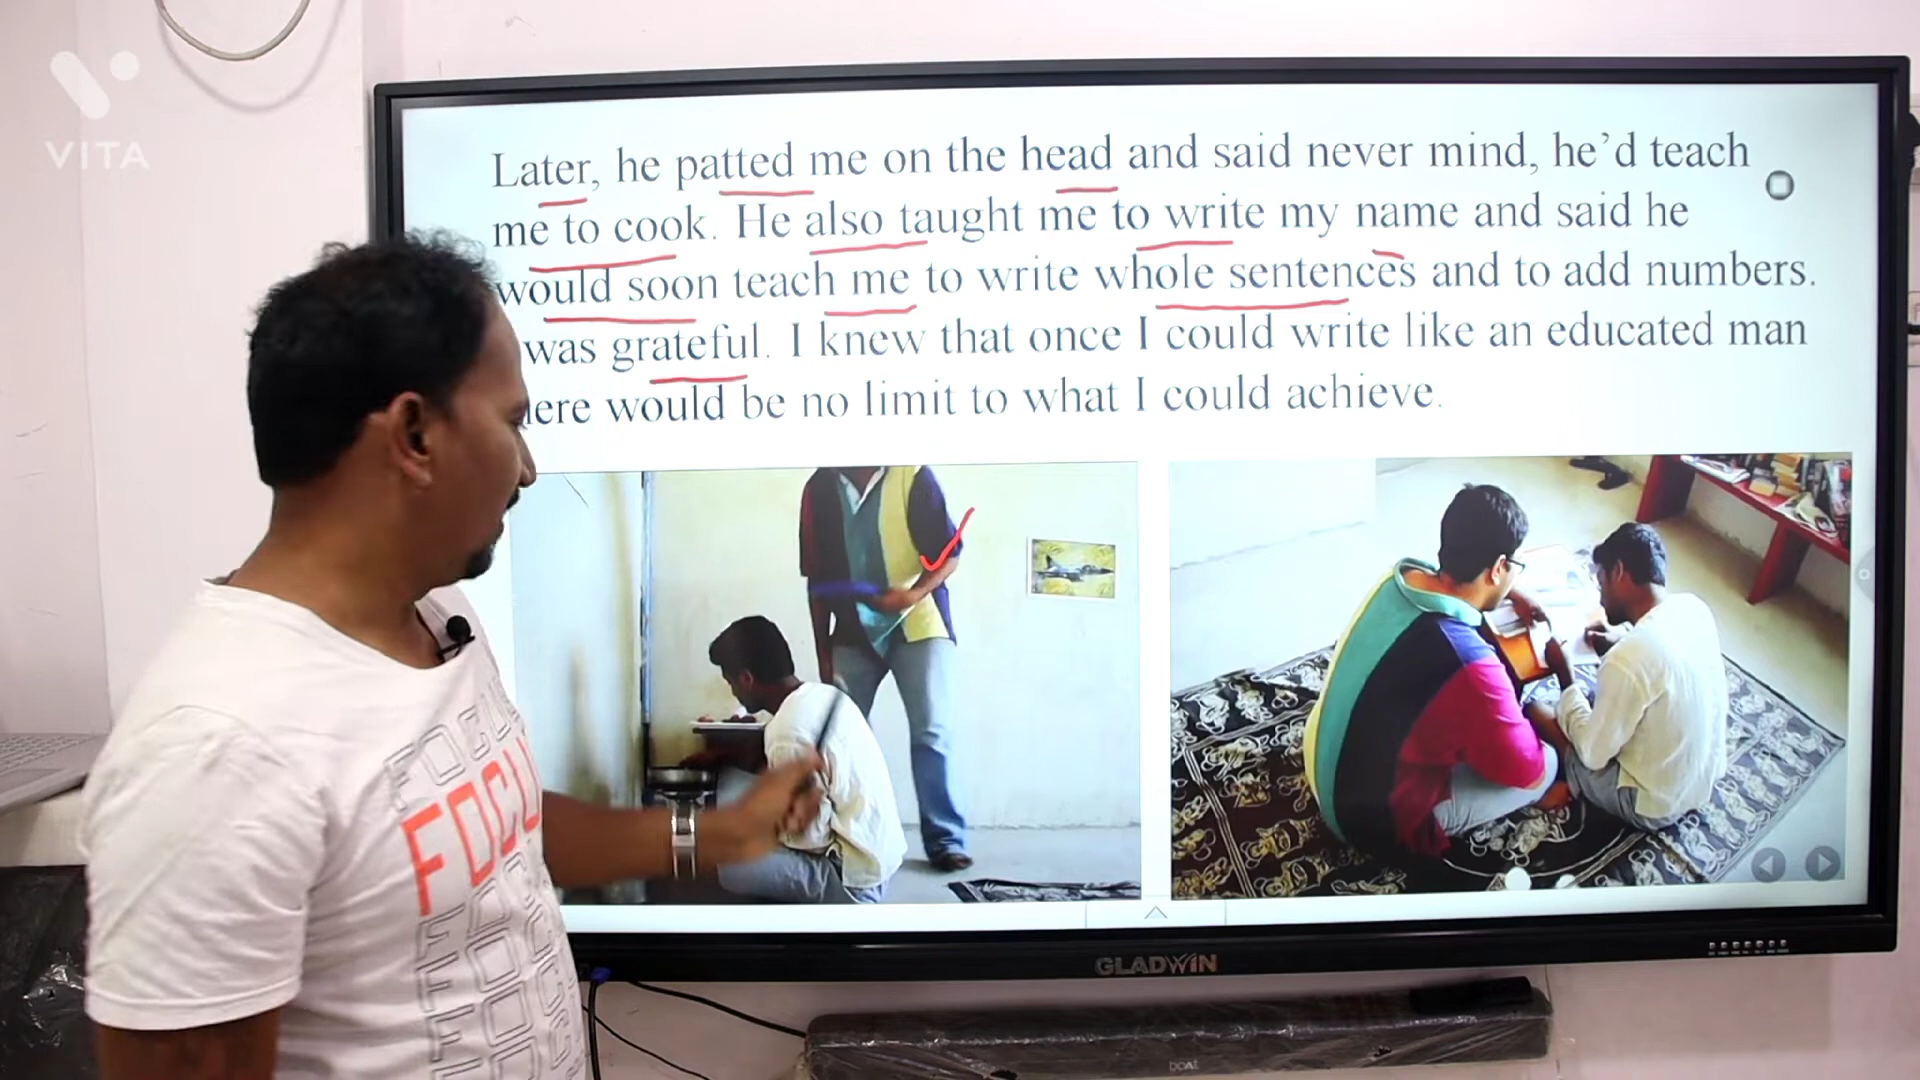 VITA
Later, he patted me on the head and said never mind, he’d teach
me to cook. He also taught me to write my name and said he
would soon teach me to write whole sentences and to add numbers.
was grateful. I knew that once I could write like an educated man
here would be no limit to what I could achieve.
FOCUS
FOCU
GLADWIN
boAt